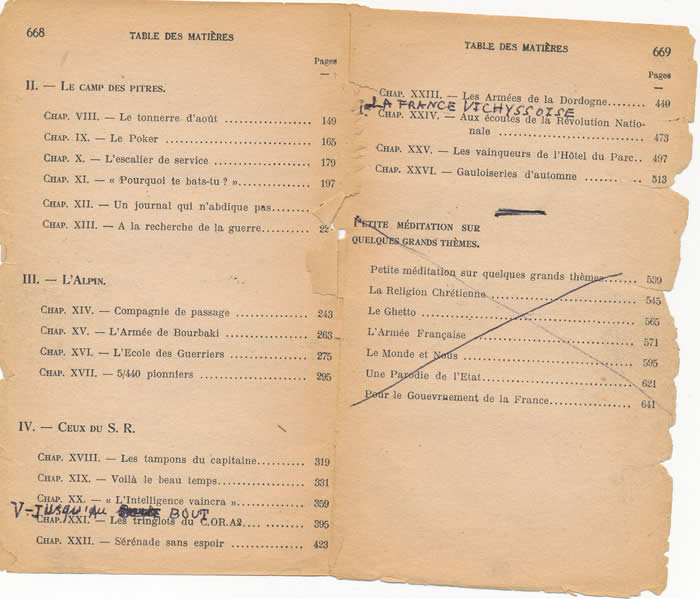 668
TABLE DES MATIÈRES
Pages
II. — LE CAMP DES PITRES.
CHAP. VIII. — Le tonnerre d'août ............ 149
CHAP. IX. — Le Poker ............ 165
CHAP. X. — L'escalier de service ............ 179
CHAP. XI. — « Pourquoi te bats-tu ? »......... 197
CHAP. XII. — Un journal qui n'abdique pas.......
CHAP. XIII. — A la recherche de la guerre......
III. — L'ALPIN.
CHAP. XIV. — Compagnie de passage ............ 243
CHAP. XV. — L'Armée de Bourbaki ............ 263
CHAP. XVI. — L'Ecole des Guerriers ............ 275
CHAP. XVII. — 5/440 pionniers ............ 295
IV. — CEUX DU S. R.
CHAP. XVIII. — Les tampons du capitaine......... 319
CHAP. XIX. — Voilà le beau temps............ 331
CHAP. XX. — « L'Intelligence vaincra »......... 359
V-JUSQU'AU BOUT
CHAP. XXI. — Les tringlots du C.OR.A2.... 395
CHAP. XXII. — Sérénade sans espoir ............ 423
TABLE DES MATIÈRES
669
Pages
CHAP. XXIII. — Les Armées de la Dordogne....... 449
LA FRANCE VICHYSSOISE
CHAP. XXIV. — Aux écoutes de la Révolution Natio-
nale ............ 473
CHAP. XXV. — Les vainqueurs de l'Hôtel du Parc.. 497
CHAP. XXVI. — Gauloiseries d'automne ......... 513
PETITE MÉDITATION SUR
QUELQUES GRANDS THÈMES.
Petite méditation sur quelques grands thèmes...... 539
La Religion Chrétienne ............ 545
Le Ghetto ............ 565
L'Armée Française ............ 571
Le Monde et Nous ............ 595
Une Parodie de l'Etat............ 621
Pour le Gouevrnement de la France............ 641